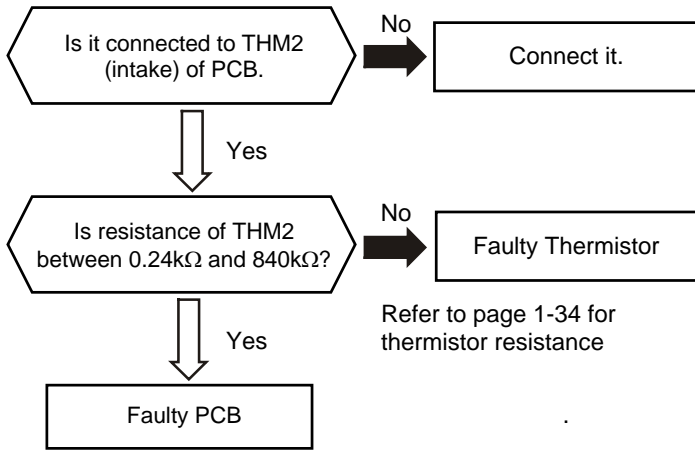 Is it connected to THM2
(intake) of PCB.
No
Connect it.
Yes
Is resistance of THM2
between 0.24kΩ and 840kΩ?
No
Faulty Thermistor
Refer to page 1-34 for
thermistor resistance
Yes
Faulty PCB
.